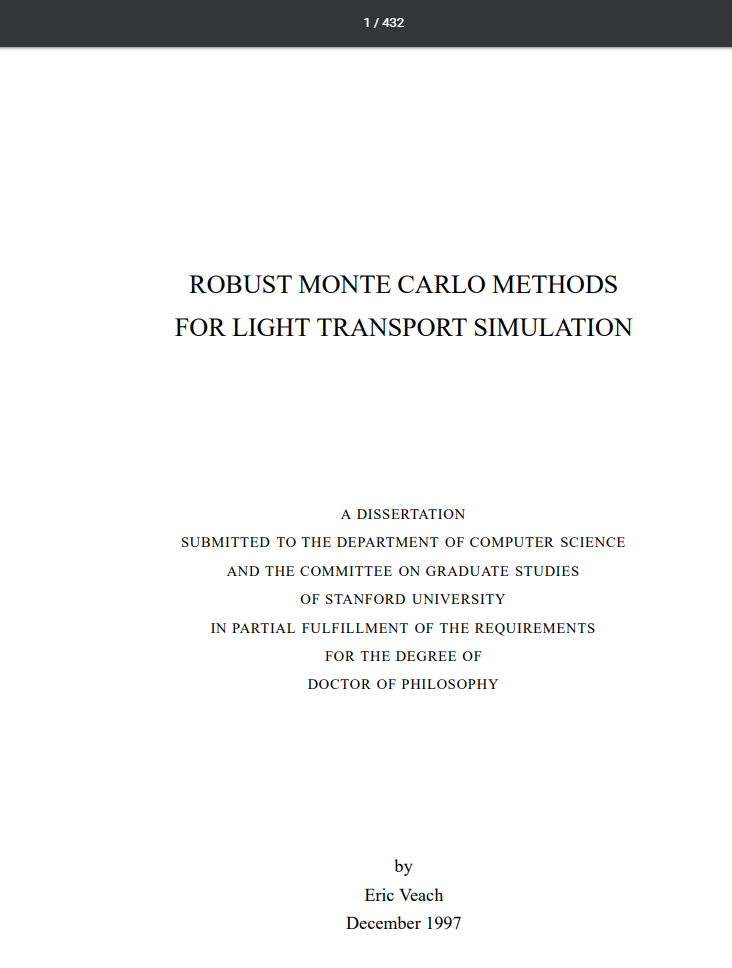 1 / 432
ROBUST MONTE CARLO METHODS
FOR LIGHT TRANSPORT SIMULATION
A DISSERTATION
SUBMITTED TO THE DEPARTMENT OF COMPUTER SCIENCE
AND THE COMMITTEE ON GRADUATE STUDIES
OF STANFORD UNIVERSITY
IN PARTIAL FULFILLMENT OF THE REQUIREMENTS
FOR THE DEGREE OF
DOCTOR OF PHILOSOPHY
by
Eric Veach
December 1997